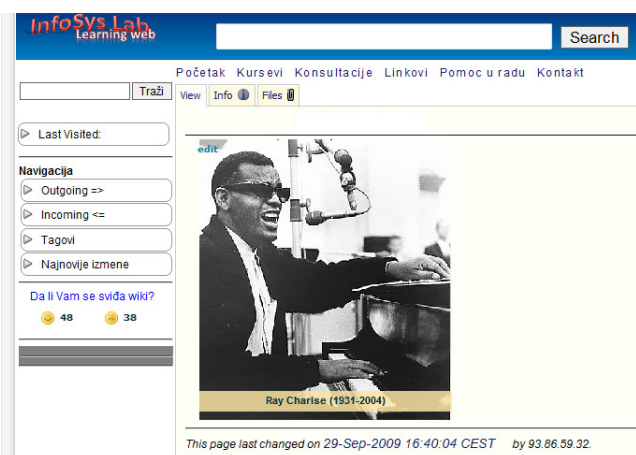 InfoSys Lab
Learning web
Search
Početak Kursevi Konsultacije Linkovi Pomoc u radu Kontakt
Traži
View Info Files
Last Visited:
edit
Navigacija
Outgoing =>
Incoming <=
Tagovi
Najnovije izmene
Da li Vam se sviđa wiki?
48 38
Ray Charlse (1931-2004)
This page last changed on 29-Sep-2009 16:40:04 CEST by 93.86.59.32.